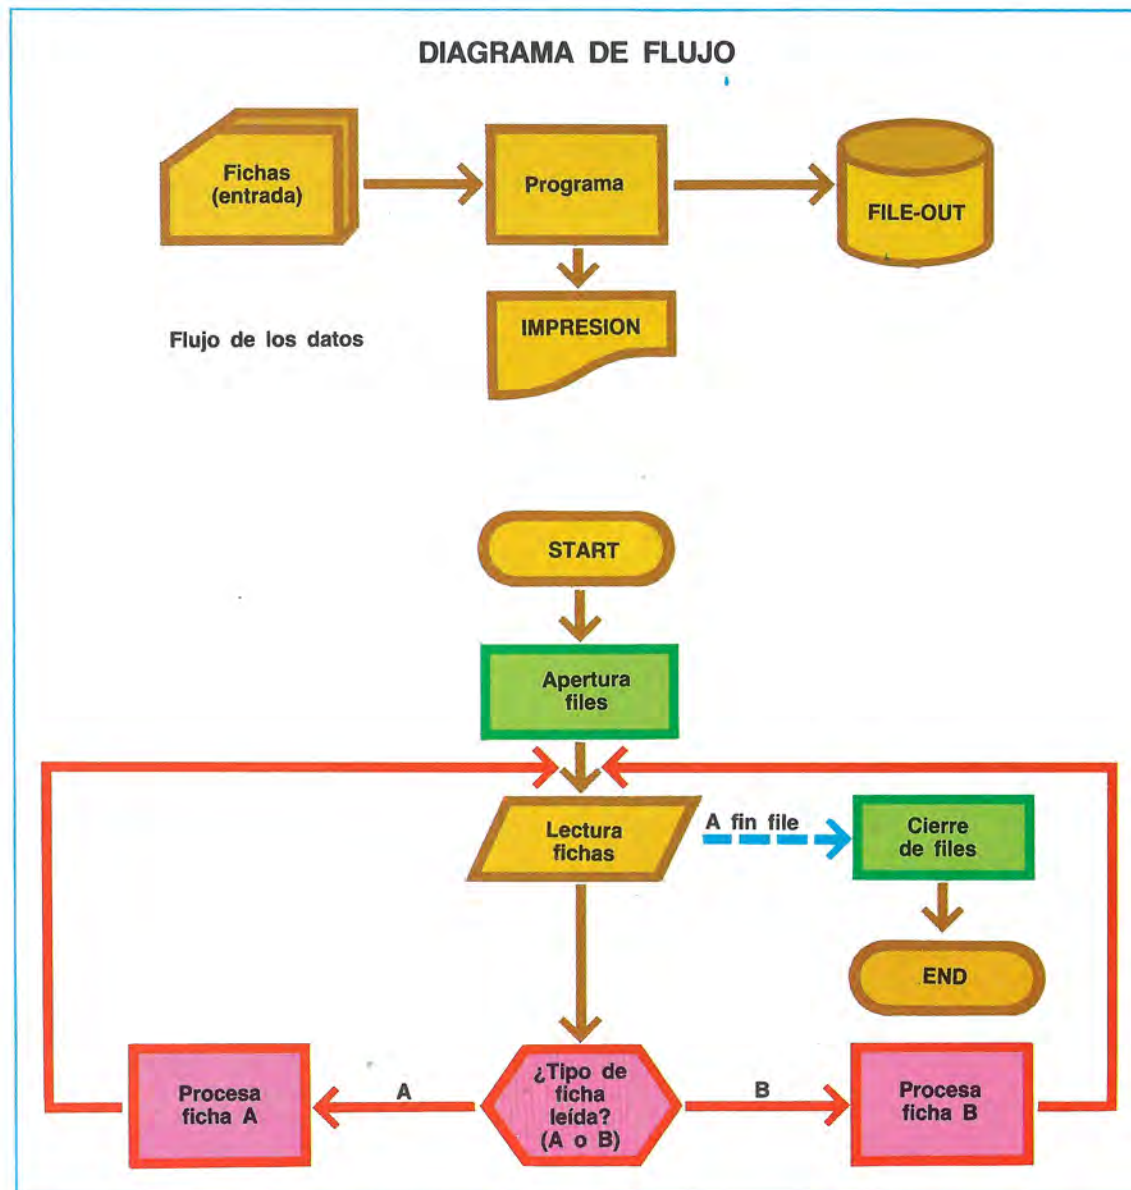 DIAGRAMA DE FLUJO
Fichas
(entrada)
Programa
FILE-OUT
IMPRESION
Flujo de los datos
START
Apertura
files
Lectura
fichas
A fin file
Cierre
de files
END
Procesa
ficha A
A
¿Tipo de
ficha
leída?
(A o B)
B
Procesa
ficha B